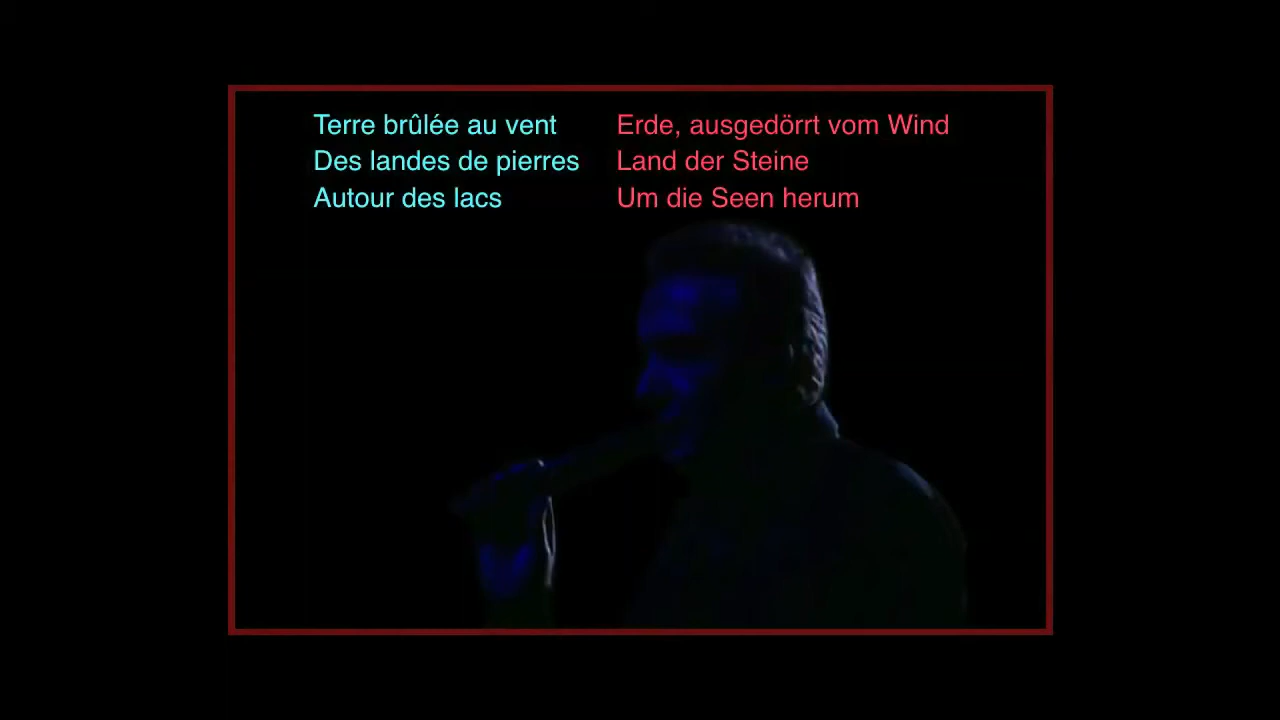 Terre brûlée au vent
Des landes de pierres
Autour des lacs
Erde, ausgedörrt vom Wind
Land der Steine
Um die Seen herum